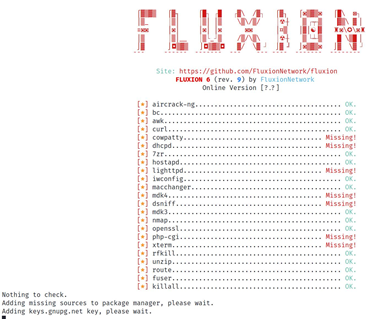 FLUXION
Site: https://github.com/FluxionNetwork/fluxion
FLUXION 6 (rev. 9) by FluxionNetwork
Online Version [?.?]
[*] aircrack-ng..................................... OK.
[*] bc.............................................. OK.
[*] awk............................................. OK.
[*] curl............................................ OK.
[*] cowpatty................................... Missing!
[*] dhcpd...................................... Missing!
[*] 7zr............................................. OK.
[*] hostapd......................................... OK.
[*] lighttpd................................... Missing!
[*] iwconfig........................................ OK.
[*] macchanger...................................... OK.
[*] mdk4....................................... Missing!
[*] dsniff..................................... Missing!
[*] mdk3............................................ OK.
[*] nmap............................................ OK.
[*] openssl......................................... OK.
[*] php-cgi.................................... Missing!
[*] xterm...................................... Missing!
[*] rfkill.......................................... OK.
[*] unzip........................................... OK.
[*] route........................................... OK.
[*] fuser........................................... OK.
[*] killall......................................... OK.
Nothing to check.
Adding missing sources to package manager, please wait.
Adding keys.gnupg.net key, please wait.